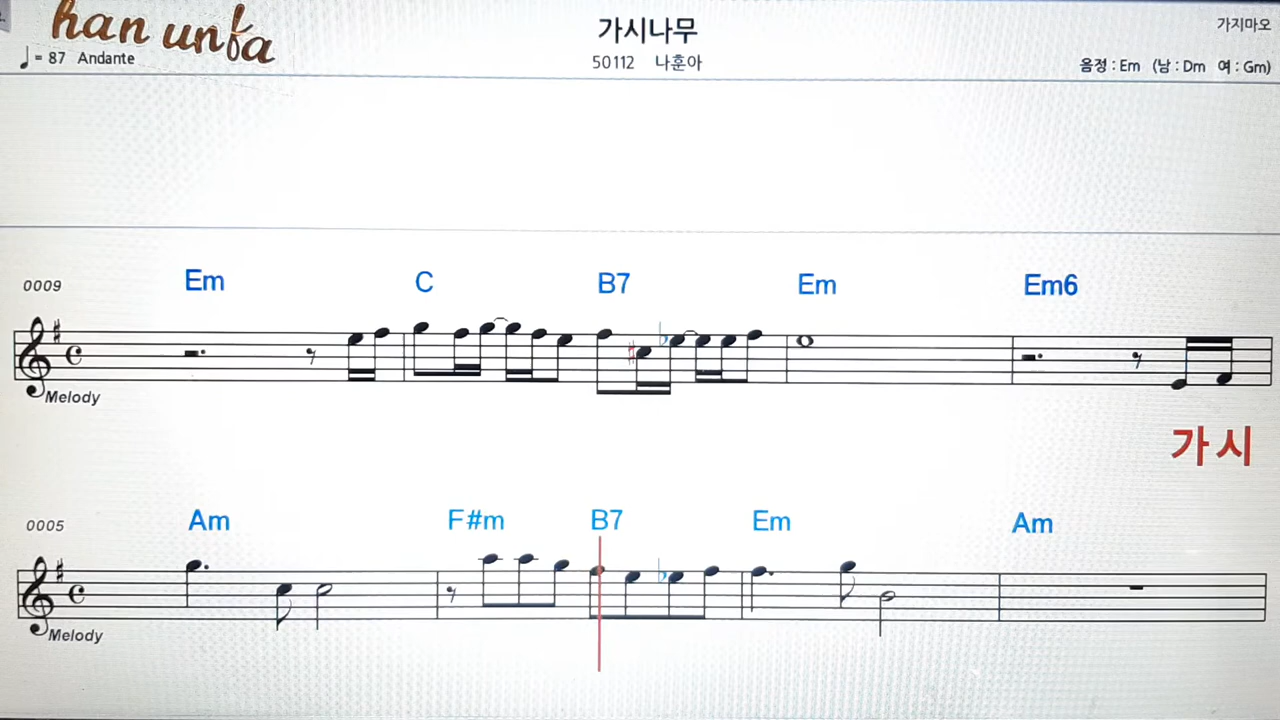 han unfa
가시나무
가지마오
♩= 87 Andante
50112 나훈아
음정 : Em (남 : Dm 여 : Gm)
0009 Em C B7 Em Em6
Melody
가시
0005 Am F#m B7 Em Am
Melody